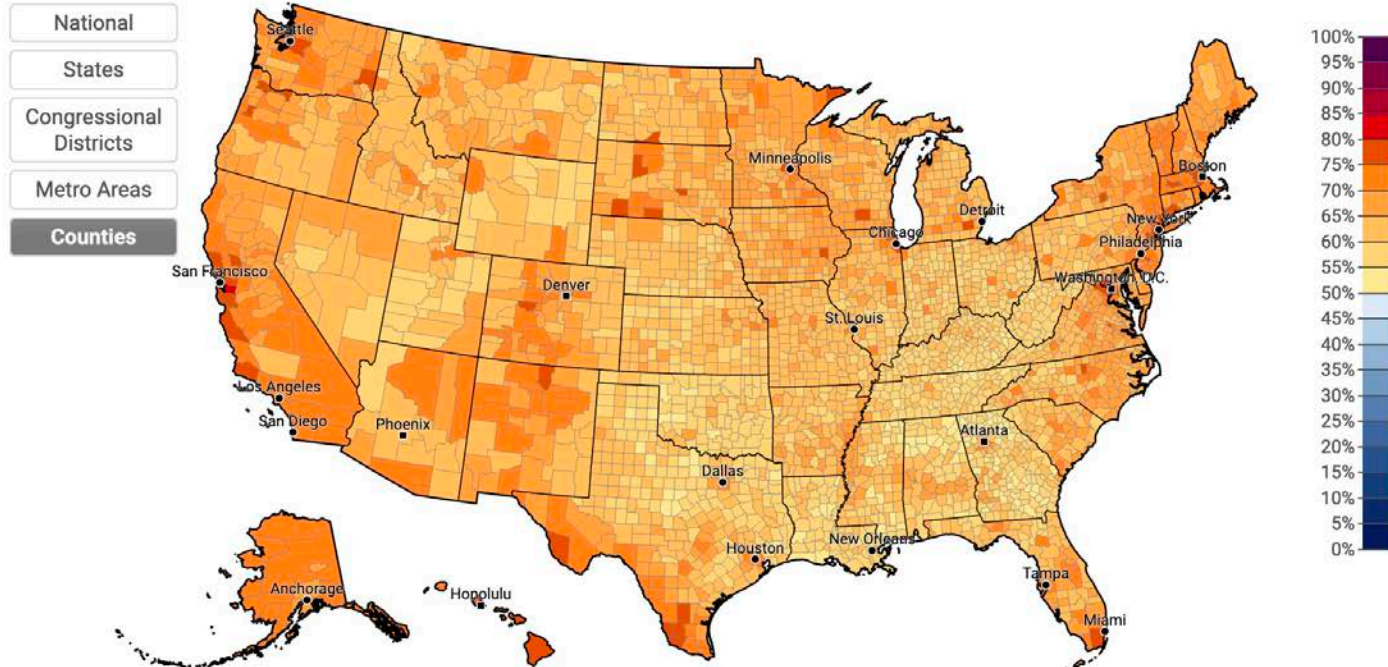 National
States
Congressional
Districts
Metro Areas
Counties
Seattle
Minneapolis
Boston
Detroit
New York
Chicago
Philadelphia
San Francisco
Washington, D.C.
Denver
St. Louis
Los Angeles
San Diego
Phoenix
Atlanta
Dallas
New Orleans
Houston
Tampa
Anchorage
Honolulu
Miami
100%
95%
90%
85%
80%
75%
70%
65%
60%
55%
50%
45%
40%
35%
30%
25%
20%
15%
10%
5%
0%